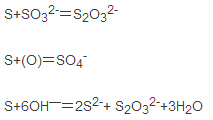 S+SO₃²⁻=S₂O₃²⁻
S+(O)=SO₄⁻
S+6OH⁻=2S²⁻+ S₂O₃²⁻+3H₂O